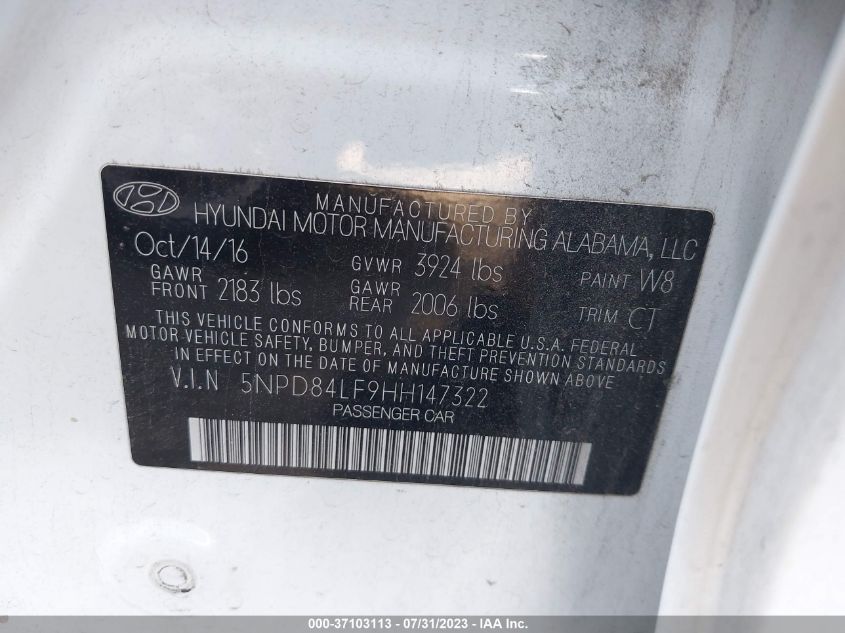 MANUFACTURED BY
HYUNDAI MOTOR MANUFACTURING ALABAMA, LLC
Oct/14/16 GVWR 3924 lbs PAINT W8
GAWR FRONT 2183 lbs GAWR REAR 2006 lbs TRIM CT
THIS VEHICLE CONFORMS TO ALL APPLICABLE U.S.A. FEDERAL
MOTOR VEHICLE SAFETY, BUMPER, AND THEFT PREVENTION STANDARDS
IN EFFECT ON THE DATE OF MANUFACTURE SHOWN ABOVE
V.I.N 5NPD84LF9HH147322
PASSENGER CAR
000-37103113 - 07/31/2023 - IAA Inc.